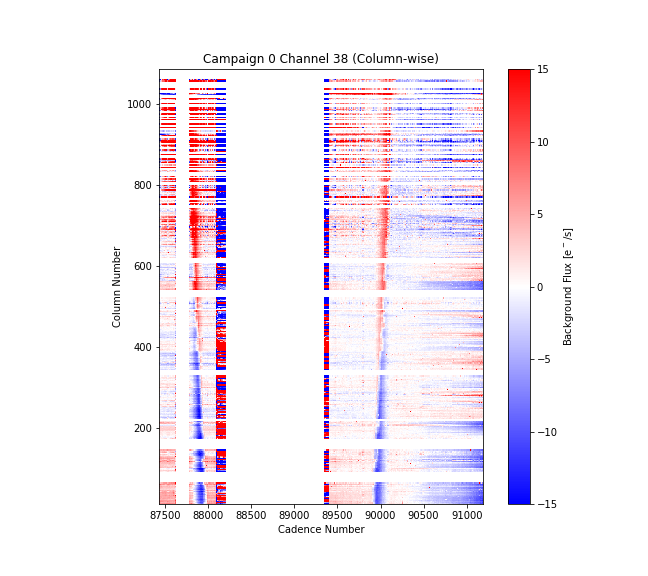 Campaign 0 Channel 38 (Column-wise)
Column Number
1000
800
600
400
200
87500 88000 88500 89000 89500 90000 90500 91000
Cadence Number
15
10
5
0
−5
−10
−15
Background Flux [e⁻/s]